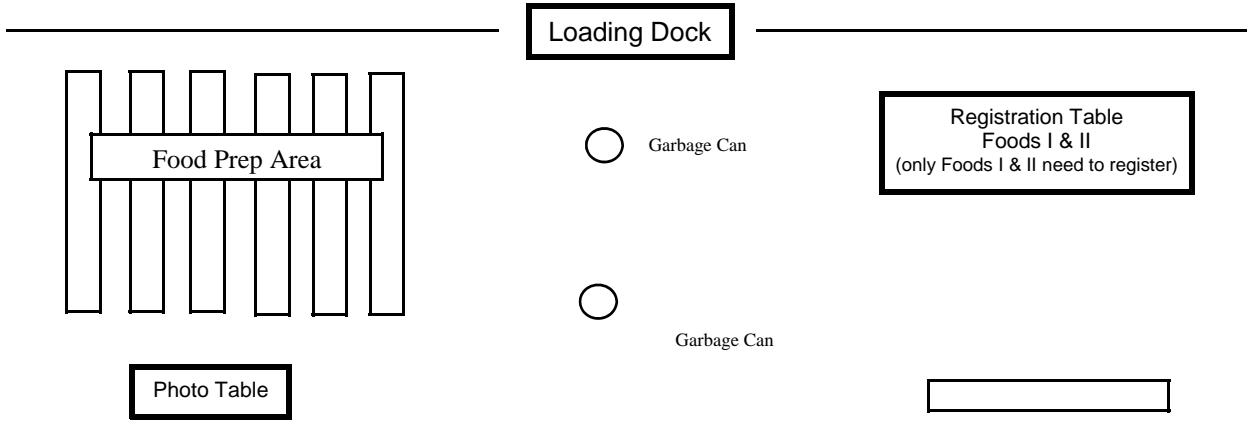 Loading Dock
Food Prep Area
Garbage Can
Registration Table
Foods I & II
(only Foods I & II need to register)
Garbage Can
Photo Table